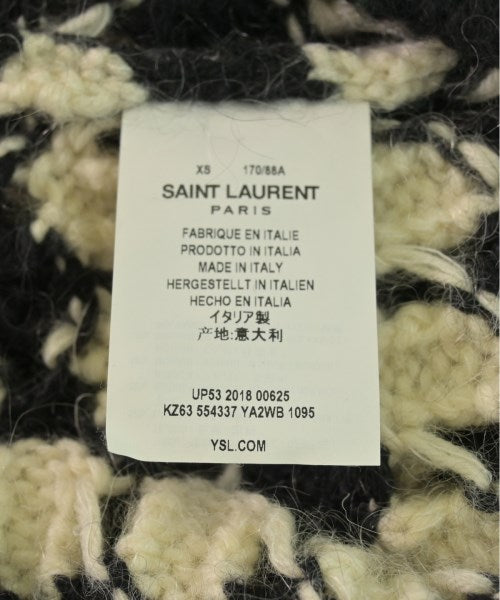 XS 170/88A
SAINT LAURENT
PARIS
FABRIQUE EN ITALIE
PRODOTTO IN ITALIA
MADE IN ITALY
HERGESTELLT IN ITALIEN
HECHO EN ITALIA
イタリア製
产地:意大利
UP53 2018 00625
KZ63 554337 YA2WB 1095
YSL.COM